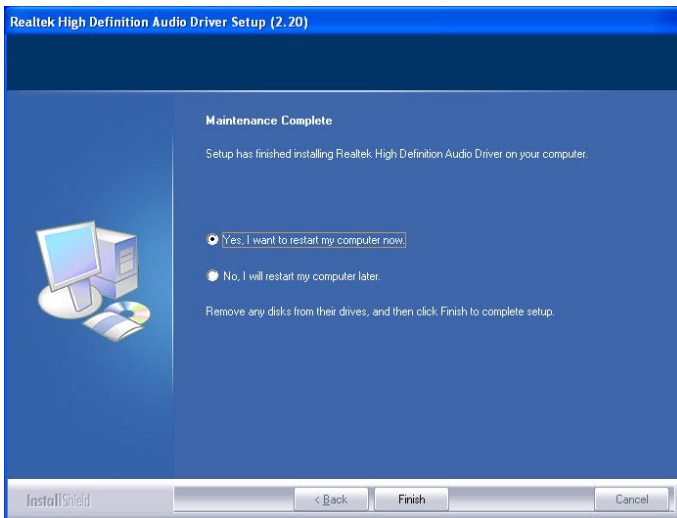 Realtek High Definition Audio Driver Setup (2.20)
Maintenance Complete
Setup has finished installing Realtek High Definition Audio Driver on your computer.
Yes, I want to restart my computer now.
No, I will restart my computer later.
Remove any disks from their drives, and then click Finish to complete setup.
InstallShield
< Back
Finish
Cancel